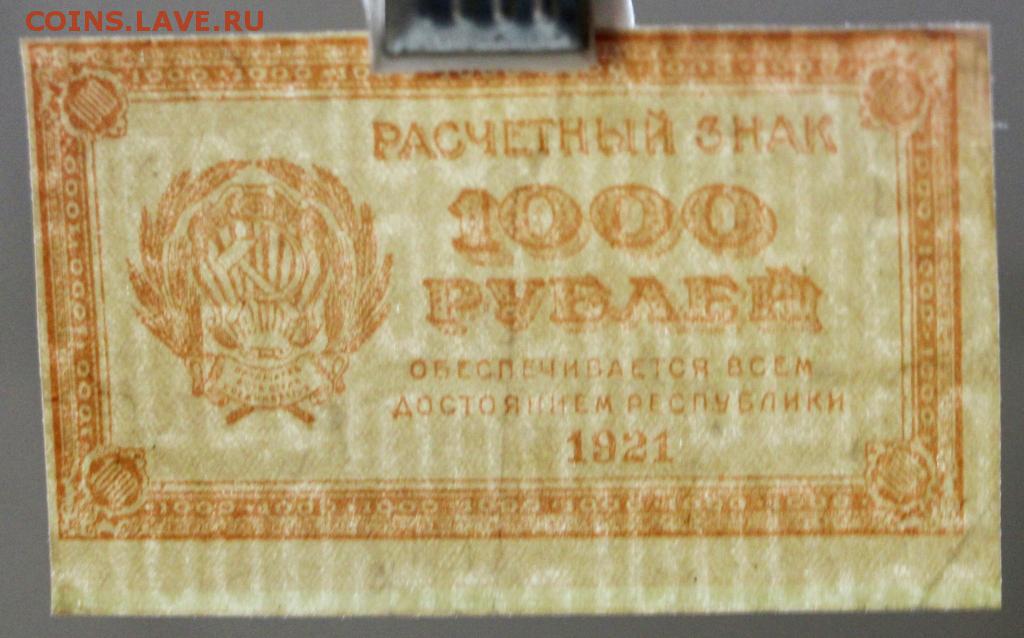 COINS.LAVE.RU
РАСЧЕТНЫЙ ЗНАК
1000
РУБЛЕЙ
ОБЕСПЕЧИВАЕТСЯ ВСЕМ
ДОСТОЯНИЕМ РЕСПУБЛИКИ
1921